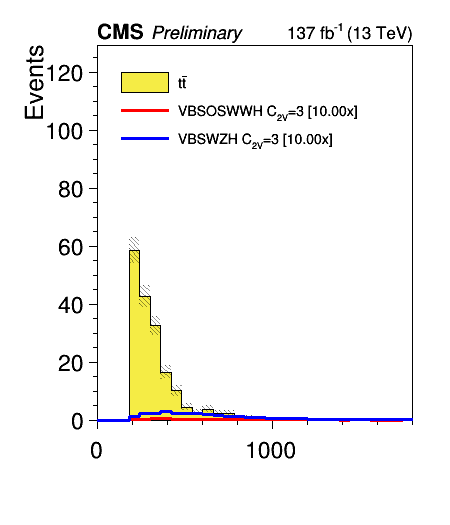 CMS Preliminary 137 fb⁻¹ (13 TeV)
Events
tt̄
VBSOSWWH C₂ᵥ=3 [10.00x]
VBSWZH C₂ᵥ=3 [10.00x]
120
100
80
60
40
20
0
0 1000